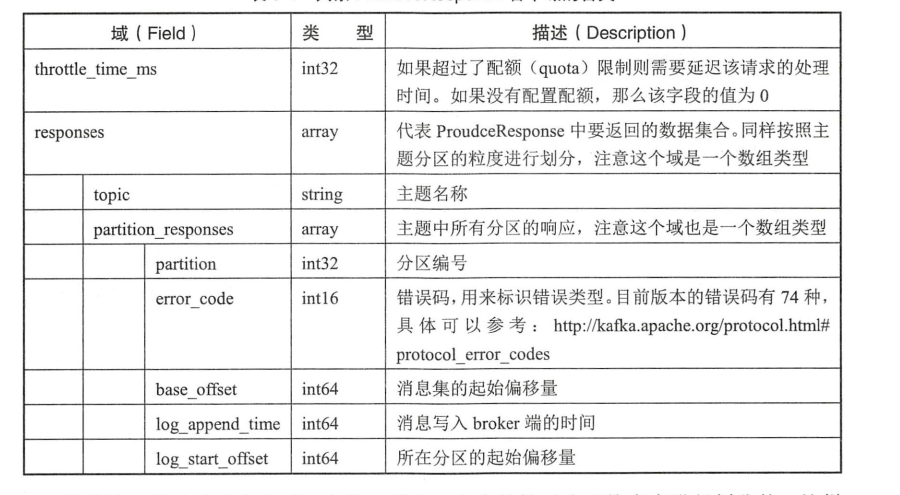 域（Field） 类 型 描述（Description）
throttle_time_ms int32 如果超过了配额（quota）限制则需要延迟该请求的处理
时间。如果没有配置配额，那么该字段的值为 0
responses array 代表 ProudceResponse 中要返回的数据集合。同样按照主
题分区的粒度进行划分，注意这个域是一个数组类型
topic string 主题名称
partition_responses array 主题中所有分区的响应，注意这个域也是一个数组类型
partition int32 分区编号
error_code int16 错误码，用来标识错误类型。目前版本的错误码有 74 种，
具体可以参考：http://kafka.apache.org/protocol.html#
protocol_error_codes
base_offset int64 消息集的起始偏移量
log_append_time int64 消息写入 broker 端的时间
log_start_offset int64 所在分区的起始偏移量